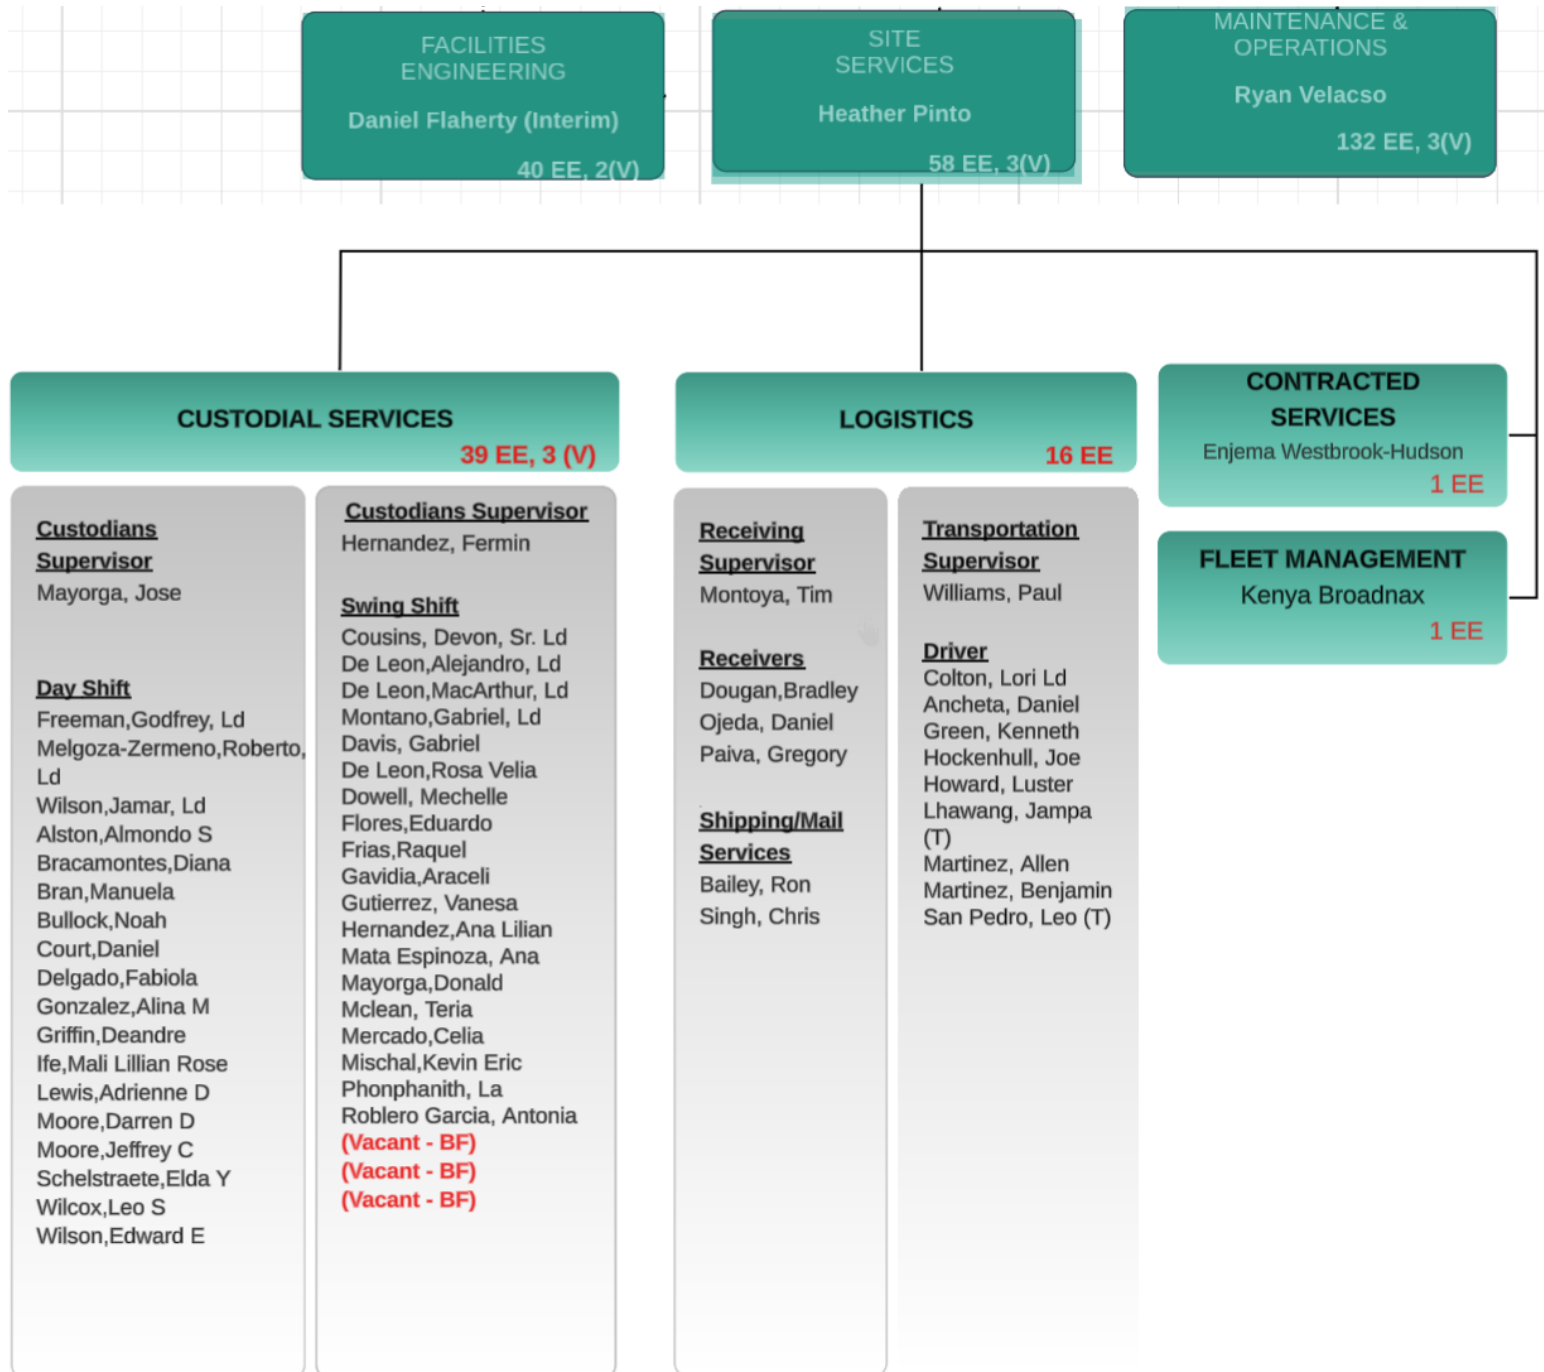 FACILITIES
ENGINEERING
Daniel Flaherty (Interim)
40 EE, 2(V)
SITE
SERVICES
Heather Pinto
58 EE, 3(V)
MAINTENANCE &
OPERATIONS
Ryan Velacso
132 EE, 3(V)
CUSTODIAL SERVICES
39 EE, 3 (V)
Custodians
Supervisor
Mayorga, Jose
Day Shift
Freeman,Godfrey, Ld
Melgoza-Zermeno,Roberto,
Ld
Wilson,Jamar, Ld
Alston,Almondo S
Bracamontes,Diana
Bran,Manuela
Bullock,Noah
Court,Daniel
Delgado,Fabiola
Gonzalez,Alina M
Griffin,Deandre
Ife,Mali Lillian Rose
Lewis,Adrienne D
Moore,Darren D
Moore,Jeffrey C
Schelstraete,Elda Y
Wilcox,Leo S
Wilson,Edward E
Custodians Supervisor
Hernandez, Fermin
Swing Shift
Cousins, Devon, Sr. Ld
De Leon,Alejandro, Ld
De Leon,MacArthur, Ld
Montano,Gabriel, Ld
Davis, Gabriel
De Leon,Rosa Velia
Dowell, Mechelle
Flores,Eduardo
Frias,Raquel
Gavidia,Araceli
Gutierrez, Vanesa
Hernandez,Ana Lilian
Mata Espinoza, Ana
Mayorga,Donald
Mclean, Teria
Mercado,Celia
Mischal,Kevin Eric
Phonphanith, La
Roblero Garcia, Antonia
(Vacant - BF)
(Vacant - BF)
(Vacant - BF)
LOGISTICS
16 EE
Receiving
Supervisor
Montoya, Tim
Receivers
Dougan,Bradley
Ojeda, Daniel
Paiva, Gregory
Shipping/Mail
Services
Bailey, Ron
Singh, Chris
Transportation
Supervisor
Williams, Paul
Driver
Colton, Lori Ld
Ancheta, Daniel
Green, Kenneth
Hockenhull, Joe
Howard, Luster
Lhawang, Jampa
(T)
Martinez, Allen
Martinez, Benjamin
San Pedro, Leo (T)
CONTRACTED
SERVICES
Enjema Westbrook-Hudson
1 EE
FLEET MANAGEMENT
Kenya Broadnax
1 EE